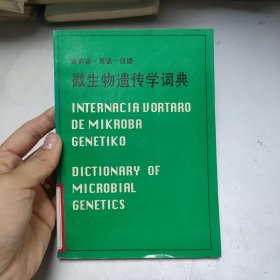 世界语—英语—汉语
微生物遗传学词典
INTERNACIA VORTARO
DE MIKROBA
GENETIKO
DICTIONARY OF
MICROBIAL
GENETICS